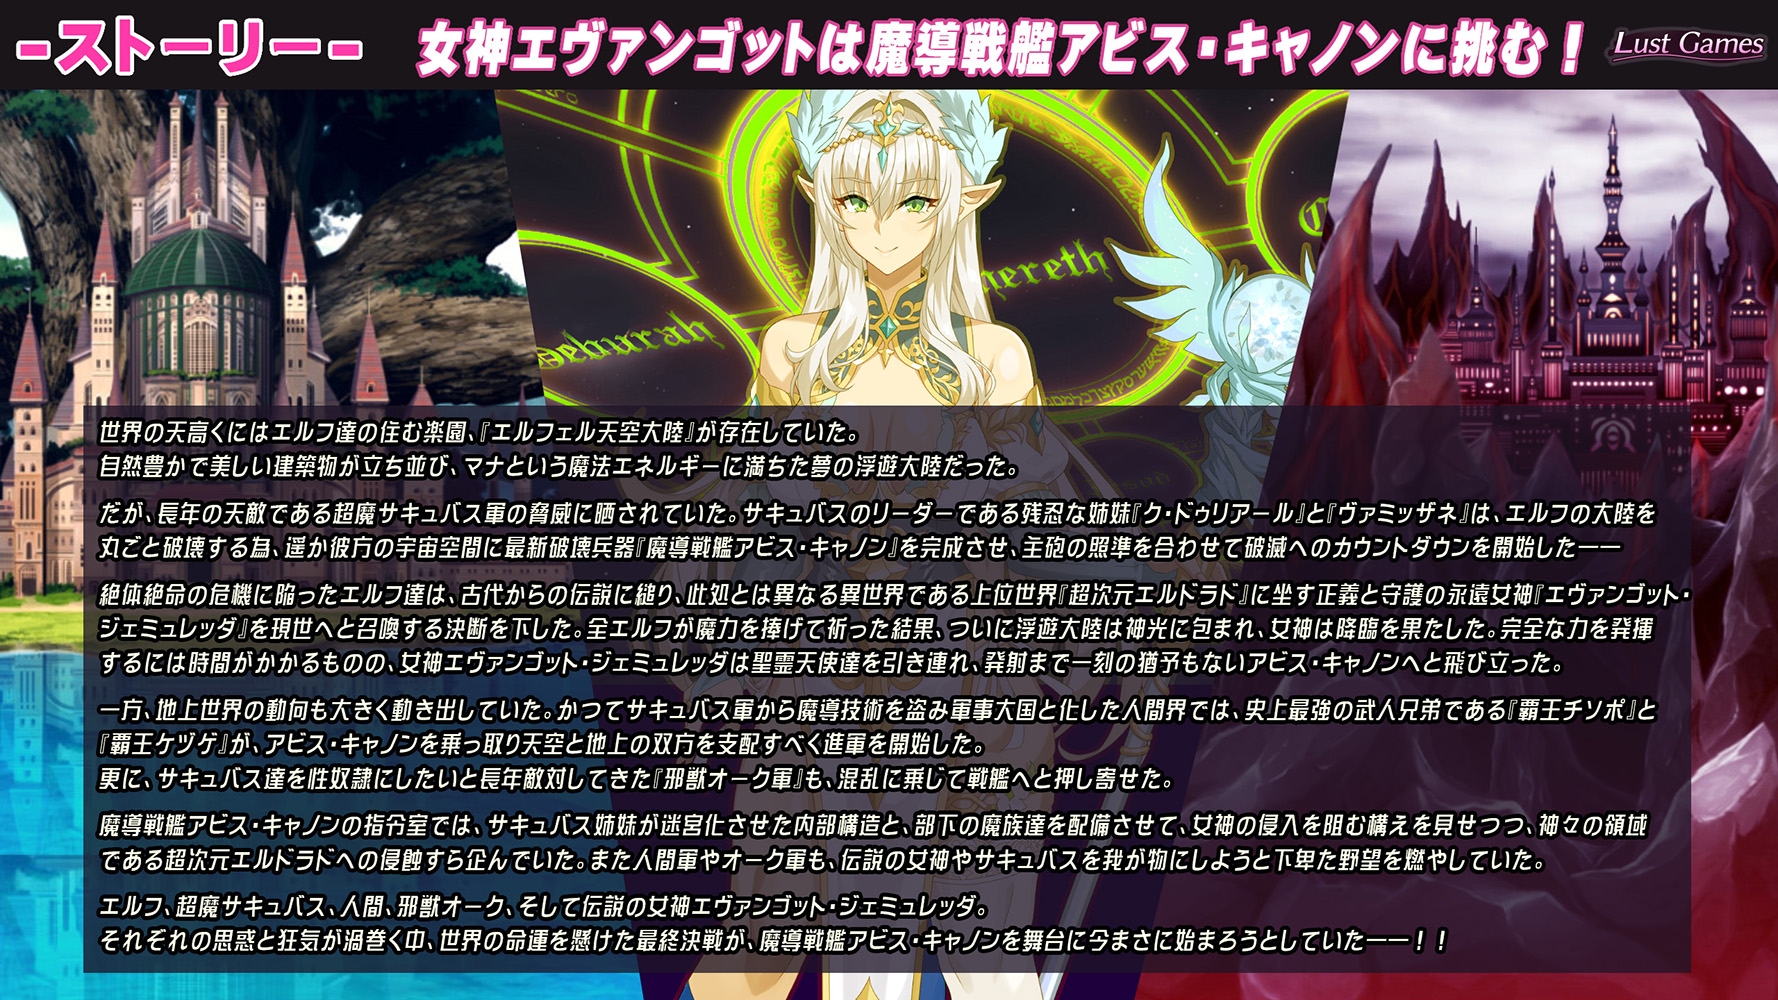 -ストーリー-
女神エヴァンゴットは魔導戦艦アビス・キャノンに挑む！
Lust Games
gereth
eburah
世界の天高くにはエルフ達の住む楽園、『エルフェル天空大陸』が存在していた。
自然豊かで美しい建築物が立ち並び、マナという魔法エネルギーに満ちた夢の浮遊大陸だった。
だが、長年の天敵である超魔サキュバス軍の脅威に晒されていた。サキュバスのリーダーである残忍な姉妹『ク・ドゥリアール』と『ヴァミッザネ』は、エルフの大陸を
丸ごと破壊する為、遥か彼方の宇宙空間に最新破壊兵器『魔導戦艦アビス・キャノン』を完成させ、主砲の照準を合わせて破滅へのカウントダウンを開始した――
絶体絶命の危機に陥ったエルフ達は、古代からの伝説に縋り、此処とは異なる異世界である上位世界『超次元エルドラド』に坐す正義と守護の永遠女神『エヴァンゴット・
ジェミュレッダ』を現世へと召喚する決断を下した。全エルフが魔力を捧げて祈った結果、ついに浮遊大陸は神光に包まれ、女神は降臨を果たした。完全な力を発揮
するには時間がかかるものの、女神エヴァンゴット・ジェミュレッダは聖霊天使達を引き連れ、発射まで一刻の猶予もないアビス・キャノンへと飛び立った。
一方、地上世界の動向も大きく動き出していた。かつてサキュバス軍から魔導技術を盗み軍事大国と化した人間界では、史上最強の武人兄弟である『覇王チソポ』と
『覇王ケヅゲ』が、アビス・キャノンを乗っ取り天空と地上の双方を支配すべく進軍を開始した。
更に、サキュバス達を性奴隷にしたいと長年敵対してきた『邪獣オーク軍』も、混乱に乗じて戦艦へと押し寄せた。
魔導戦艦アビス・キャノンの指令室では、サキュバス姉妹が迷宮化させた内部構造と、部下の魔族達を配備させて、女神の侵入を阻む構えを見せつつ、神々の領域
である超次元エルドラドへの侵蝕すら企んでいた。また人間軍やオーク軍も、伝説の女神やサキュバスを我が物にしようと下卑た野望を燃やしていた。
エルフ、超魔サキュバス、人間、邪獣オーク、そして伝説の女神エヴァンゴット・ジェミュレッダ。
それぞれの思惑と狂気が渦巻く中、世界の命運を懸けた最終決戦が、魔導戦艦アビス・キャノンを舞台に今まさに始まろうとしていた――！！